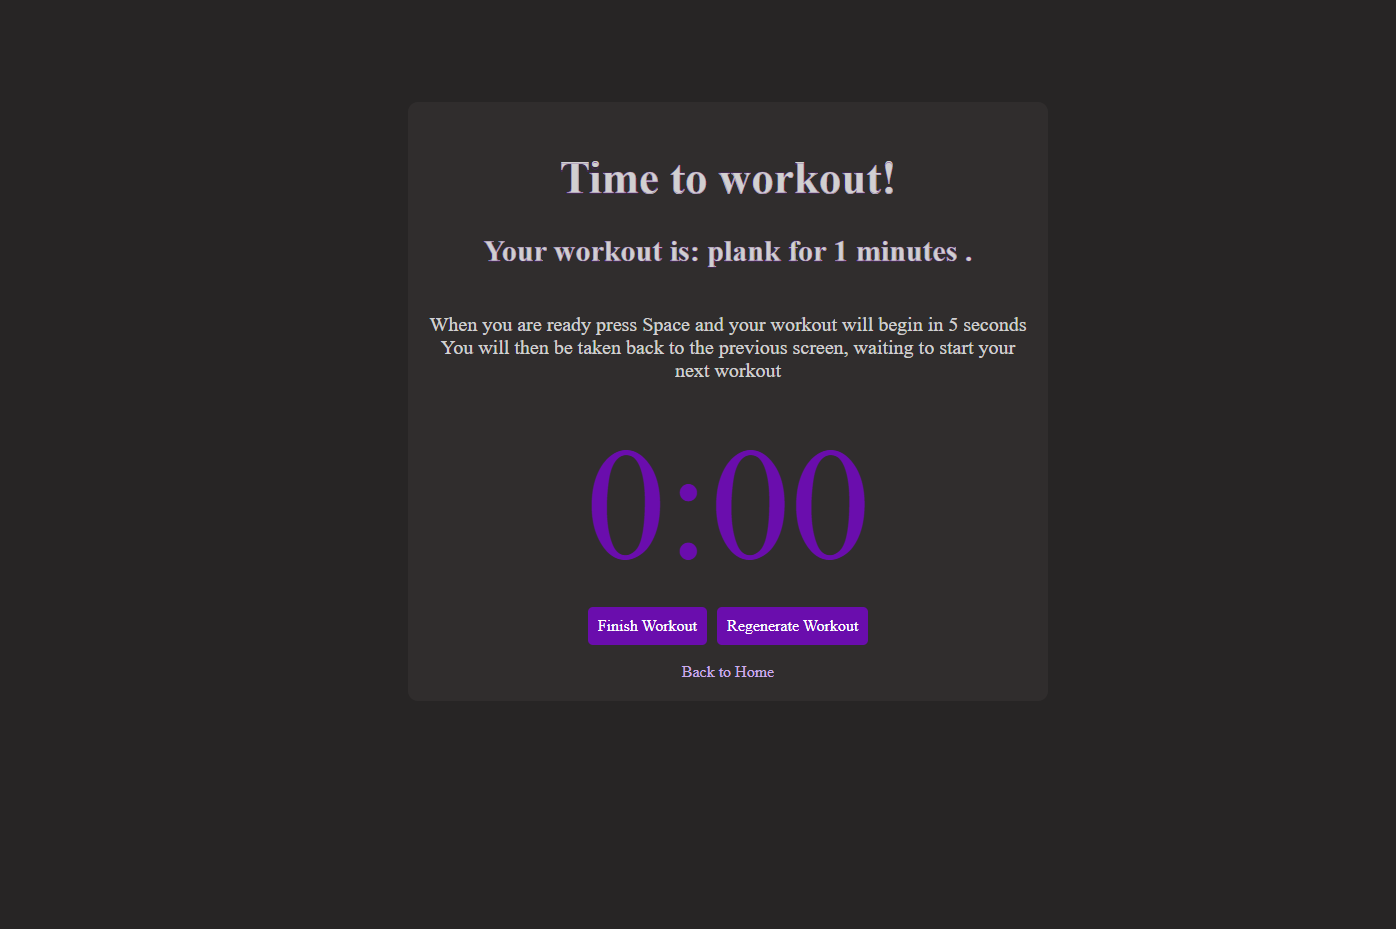 Time to workout!
Your workout is: plank for 1 minutes .
When you are ready press Space and your workout will begin in 5 seconds
You will then be taken back to the previous screen, waiting to start your
next workout
0:00
Finish Workout
Regenerate Workout
Back to Home